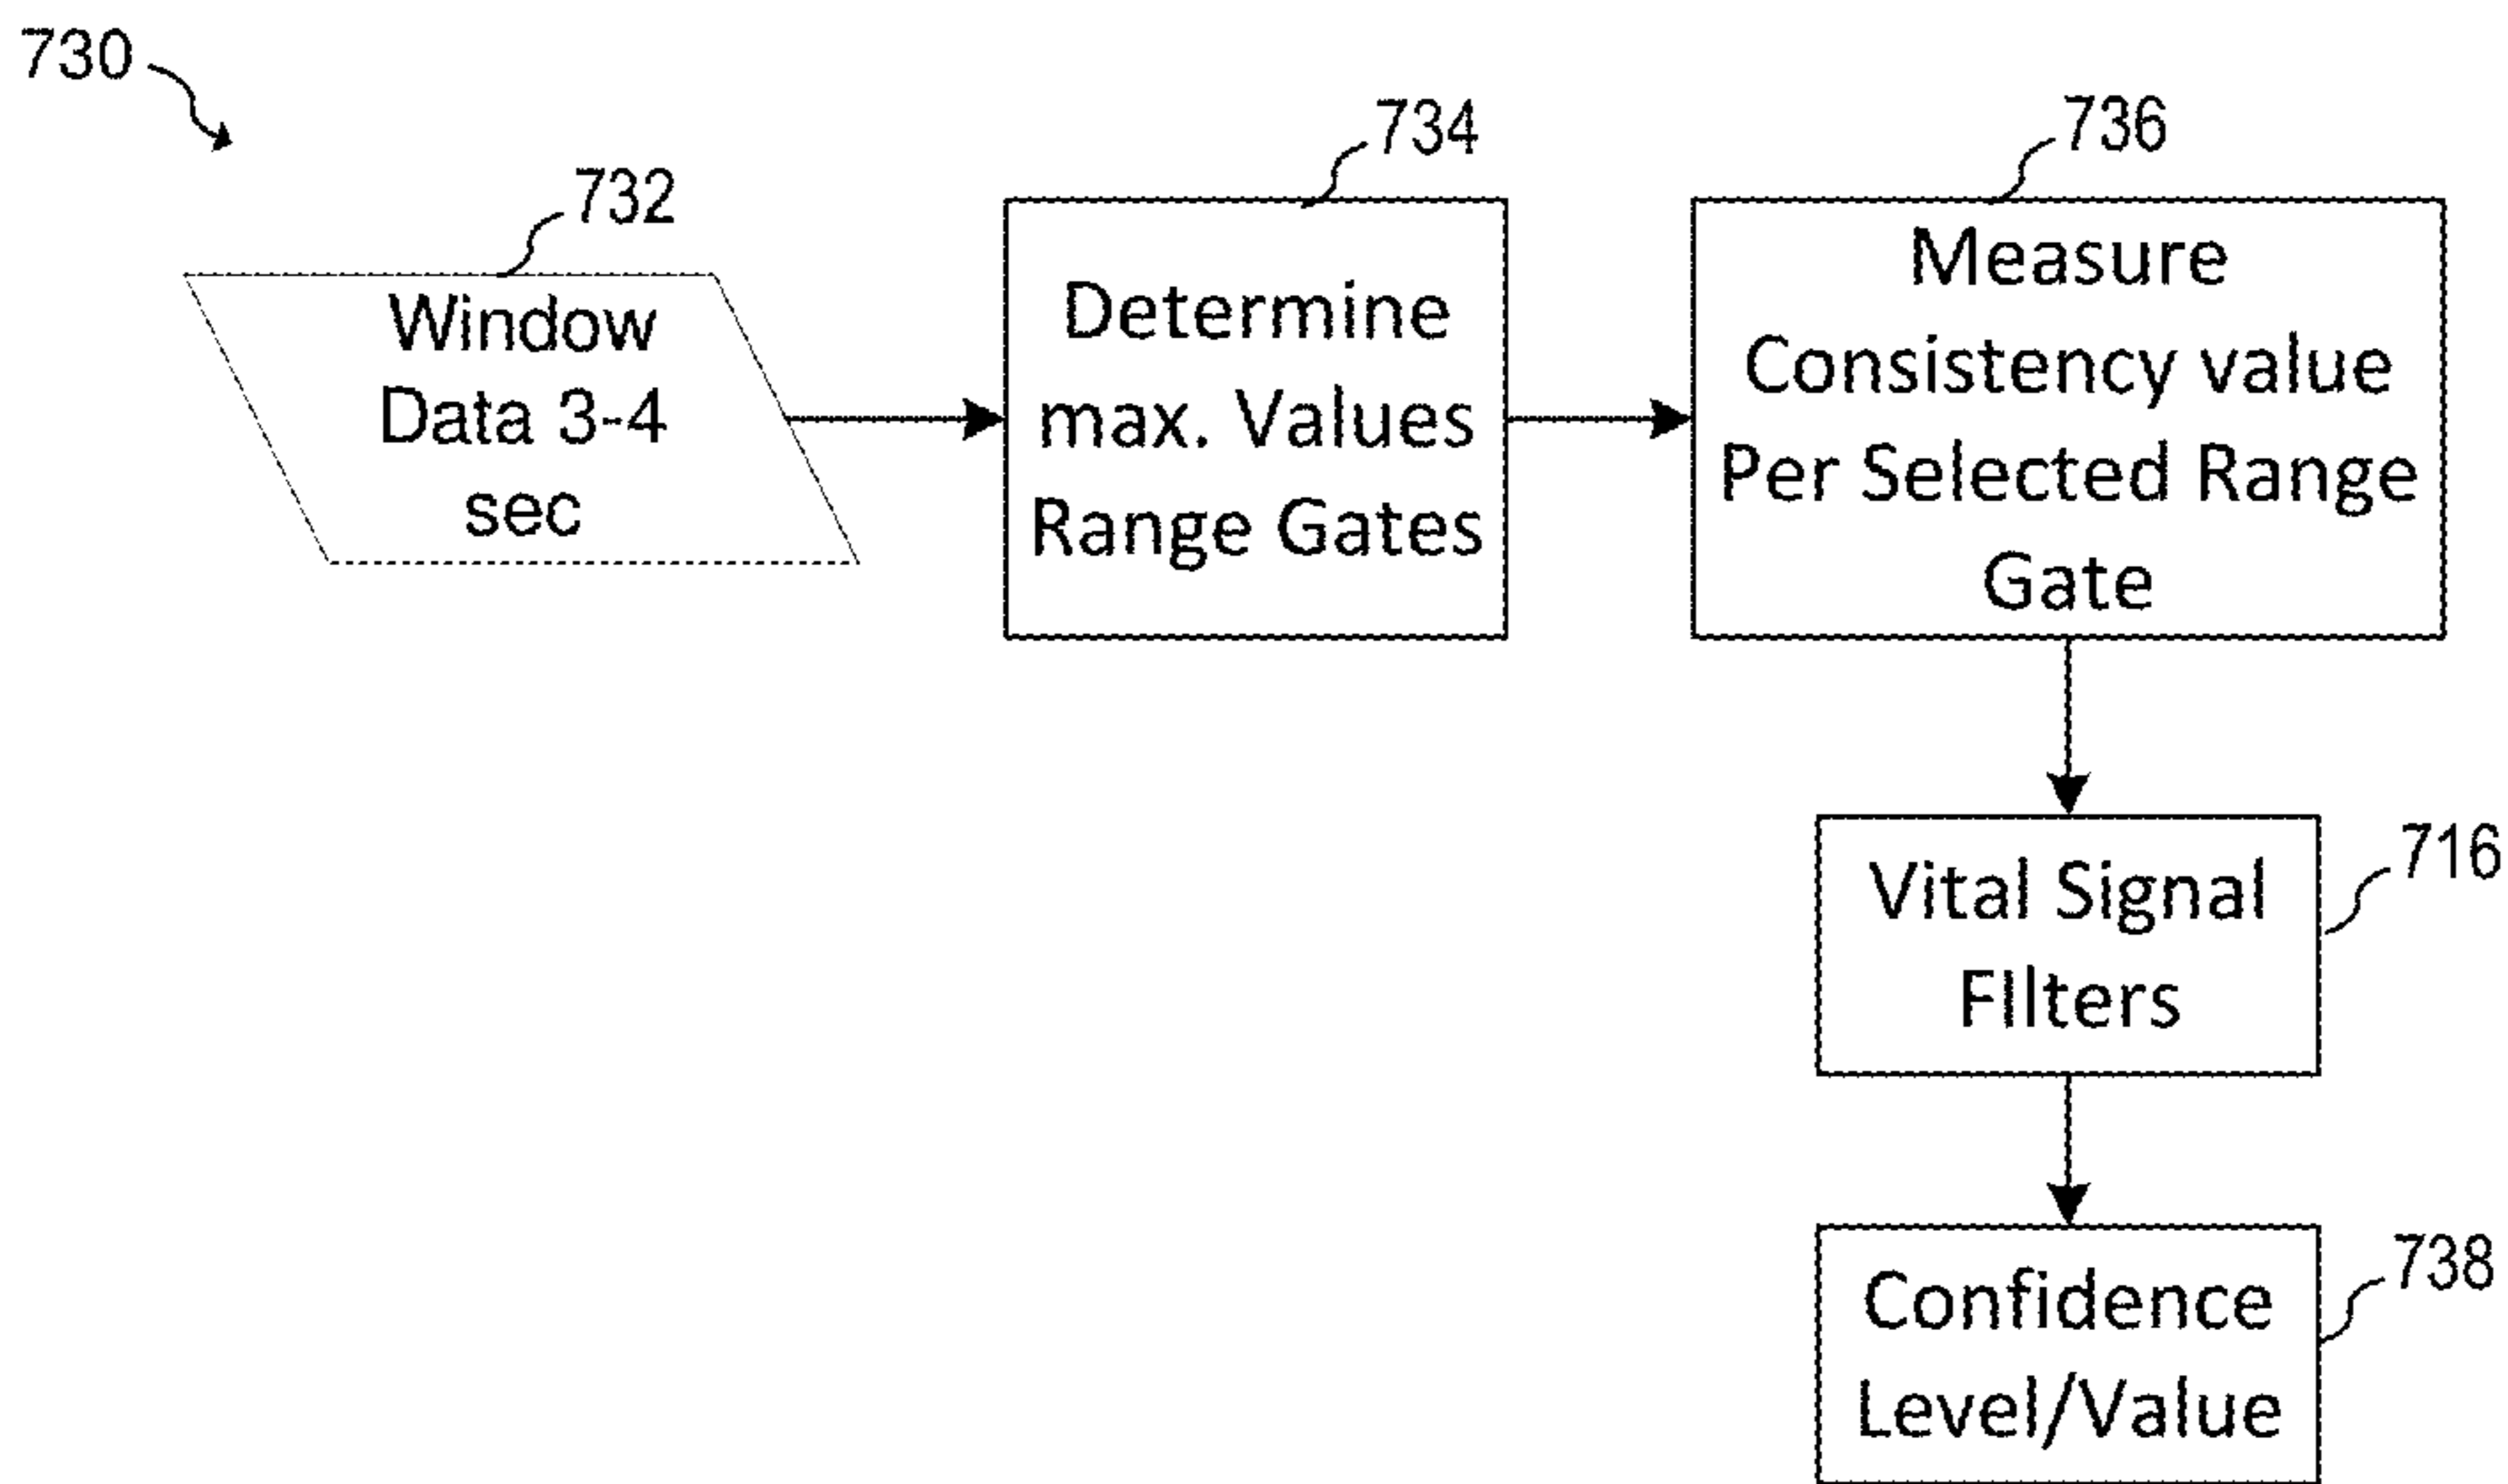 730
732
Window
Data 3-4
sec
734
Determine
max. Values
Range Gates
736
Measure
Consistency value
Per Selected Range
Gate
716
Vital Signal
FIlters
738
Confidence
Level/Value